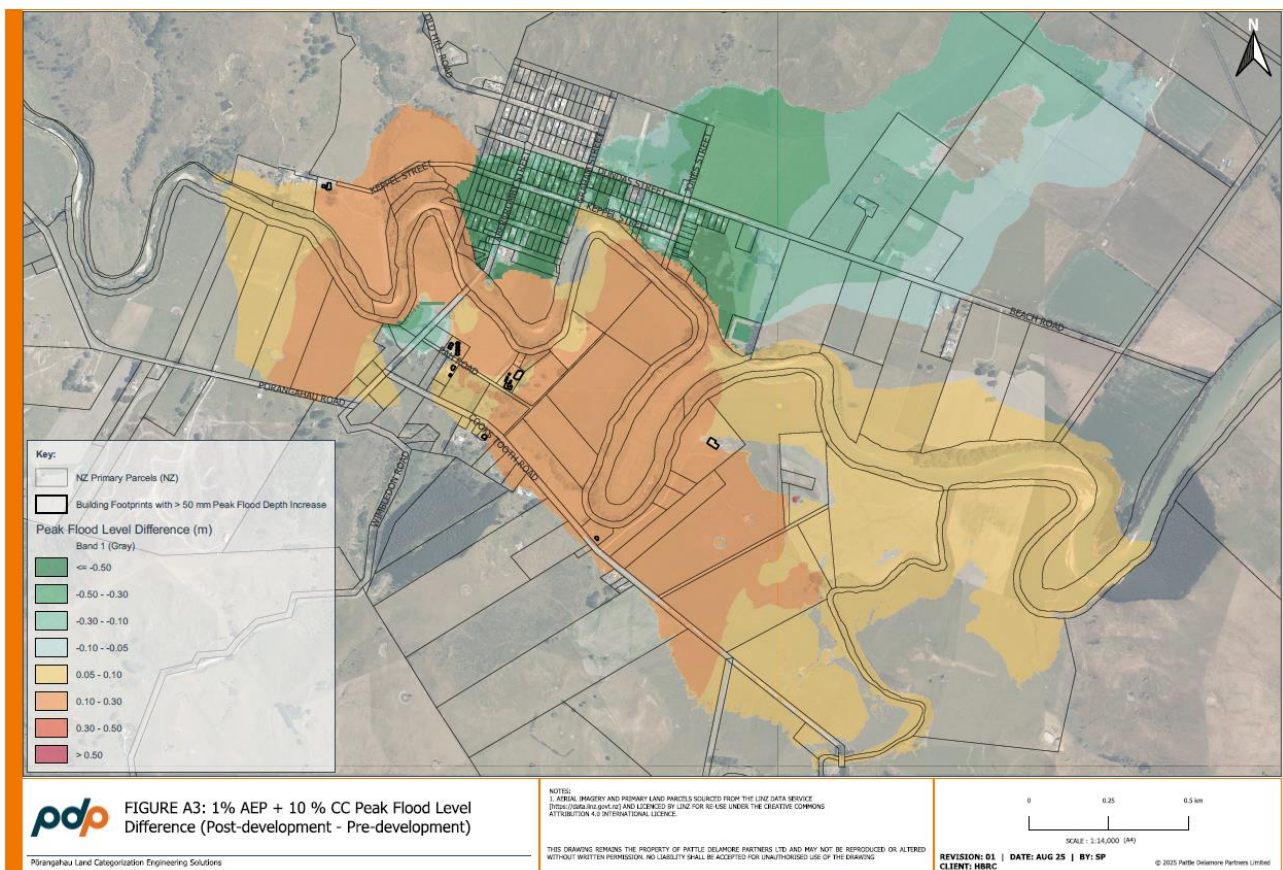 N
OLD HILL ROAD
KEPPEL STREET
KEPPEL STREET
JONES STREET
BEACH ROAD
PORANGAHAU ROAD
COOKS TOOTH ROAD
WIMBLEDON ROAD
Key:
NZ Primary Parcels (NZ)
Building Footprints with > 50 mm Peak Flood Depth Increase
Peak Flood Level Difference (m)
Band 1 (Gray)
<= -0.50
-0.50 - -0.30
-0.30 - -0.10
-0.10 - -0.05
0.05 - 0.10
0.10 - 0.30
0.30 - 0.50
> 0.50
pdp
FIGURE A3: 1% AEP + 10 % CC Peak Flood Level
Difference (Post-development - Pre-development)
Pōrangahau Land Categorization Engineering Solutions
NOTES:
1. AERIAL IMAGERY AND PRIMARY LAND PARCELS SOURCED FROM THE LINZ DATA SERVICE
[https://data.linz.govt.nz] AND LICENCED BY LINZ FOR RE-USE UNDER THE CREATIVE COMMONS
ATTRIBUTION 4.0 INTERNATIONAL LICENCE.
THIS DRAWING REMAINS THE PROPERTY OF PATTLE DELAMORE PARTNERS LTD AND MAY NOT BE REPRODUCED OR ALTERED
WITHOUT WRITTEN PERMISSION. NO LIABILITY SHALL BE ACCEPTED FOR UNAUTHORISED USE OF THE DRAWING
0 0.25 0.5 km
SCALE : 1:14,000 (A4)
REVISION: 01 | DATE: AUG 25 | BY: SP
CLIENT: HBRC
© 2025 Pattle Delamore Partners Limited